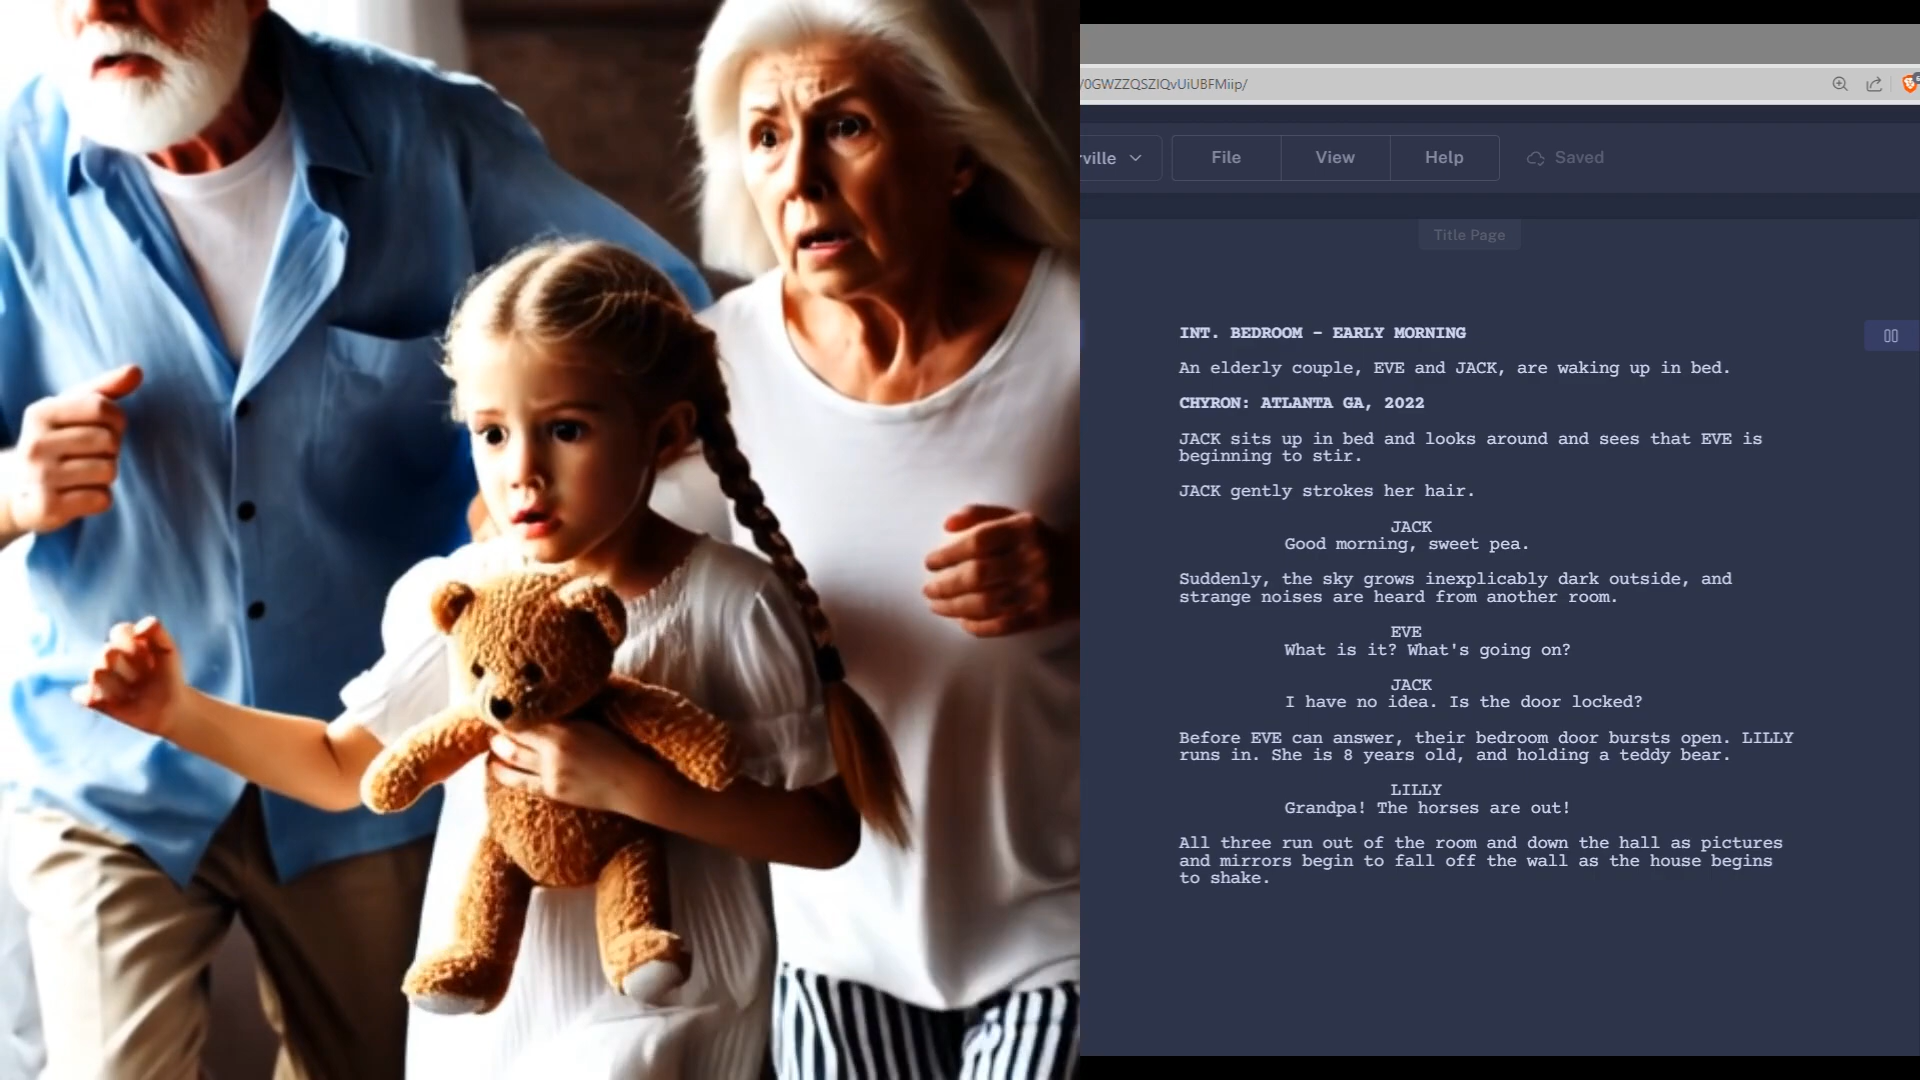 /0GWZZQSZIQvUiUBFMiip/
rville
File
View
Help
Saved
Title Page
INT. BEDROOM - EARLY MORNING
An elderly couple, EVE and JACK, are waking up in bed.
CHYRON: ATLANTA GA, 2022
JACK sits up in bed and looks around and sees that EVE is
beginning to stir.
JACK gently strokes her hair.
JACK
Good morning, sweet pea.
Suddenly, the sky grows inexplicably dark outside, and
strange noises are heard from another room.
EVE
What is it? What's going on?
JACK
I have no idea. Is the door locked?
Before EVE can answer, their bedroom door bursts open. LILLY
runs in. She is 8 years old, and holding a teddy bear.
LILLY
Grandpa! The horses are out!
All three run out of the room and down the hall as pictures
and mirrors begin to fall off the wall as the house begins
to shake.